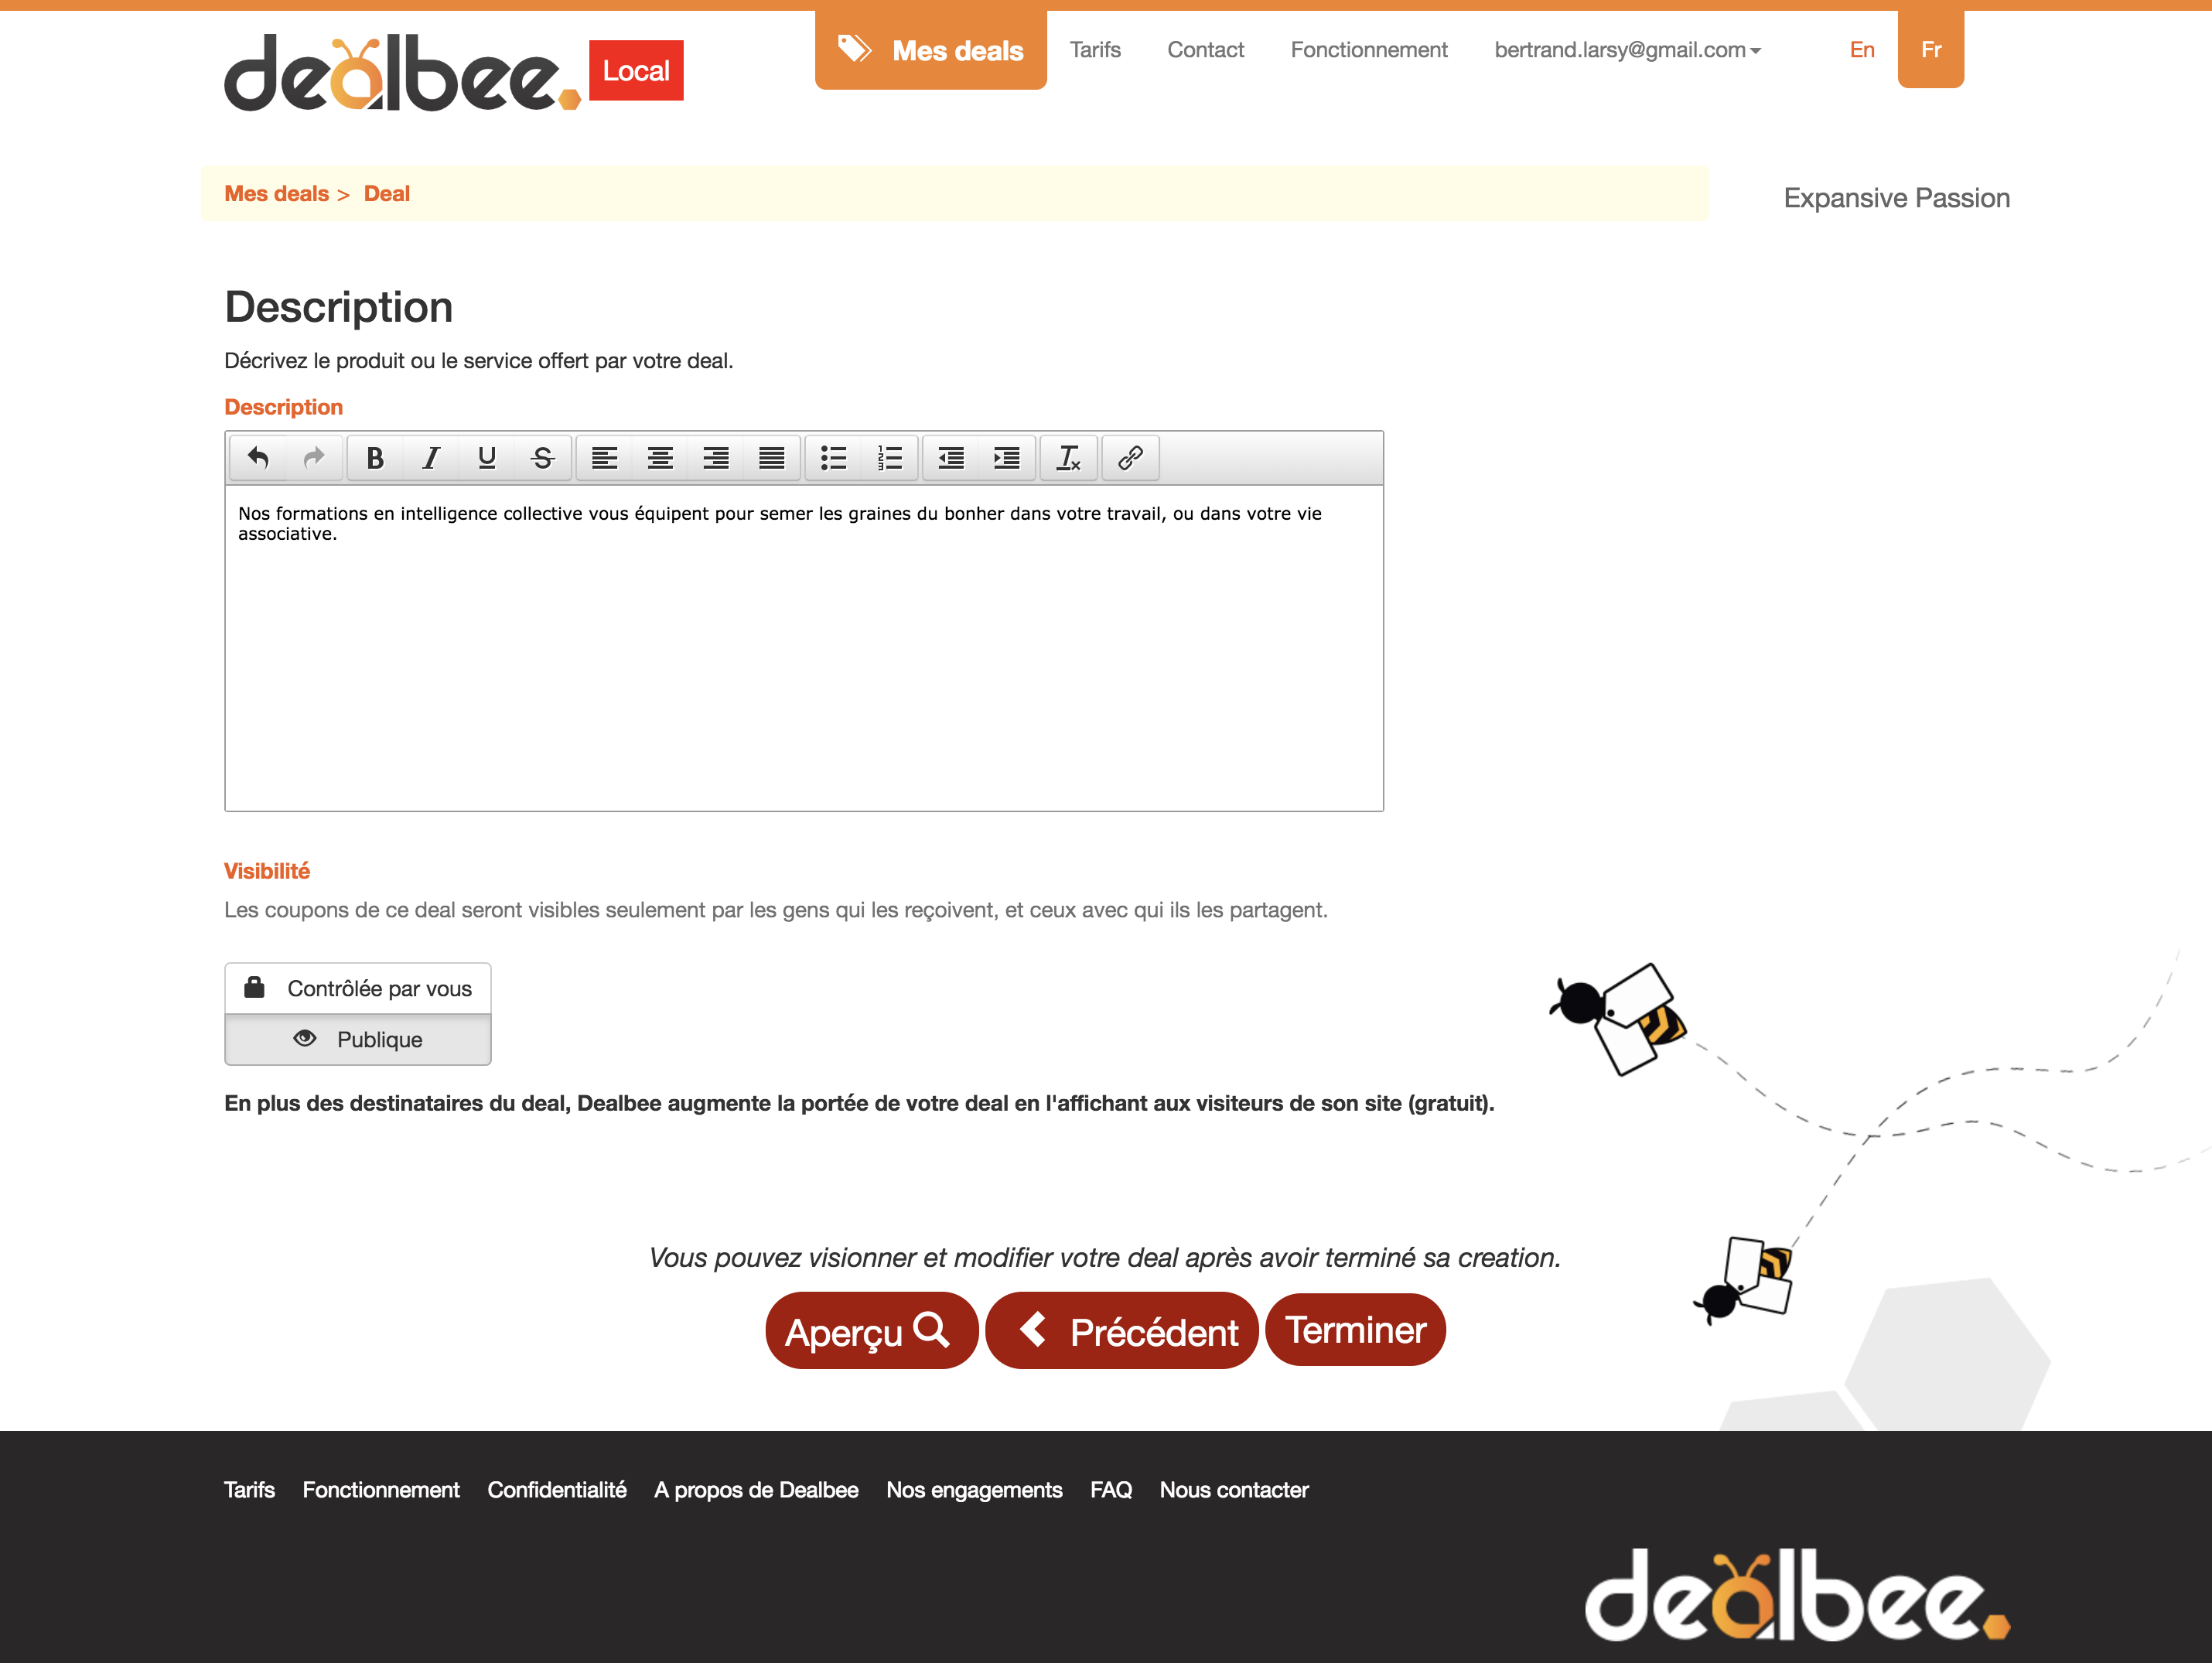 dealbee. Local
Mes deals Tarifs Contact Fonctionnement bertrand.larsy@gmail.com En Fr
Mes deals > Deal
Expansive Passion
Description
Décrivez le produit ou le service offert par votre deal.
Description
Nos formations en intelligence collective vous équipent pour semer les graines du bonher dans votre travail, ou dans votre vie
associative.
Visibilité
Les coupons de ce deal seront visibles seulement par les gens qui les reçoivent, et ceux avec qui ils les partagent.
Contrôlée par vous
Publique
En plus des destinataires du deal, Dealbee augmente la portée de votre deal en l'affichant aux visiteurs de son site (gratuit).
Vous pouvez visionner et modifier votre deal après avoir terminé sa creation.
Aperçu Précédent Terminer
Tarifs Fonctionnement Confidentialité A propos de Dealbee Nos engagements FAQ Nous contacter
dealbee.